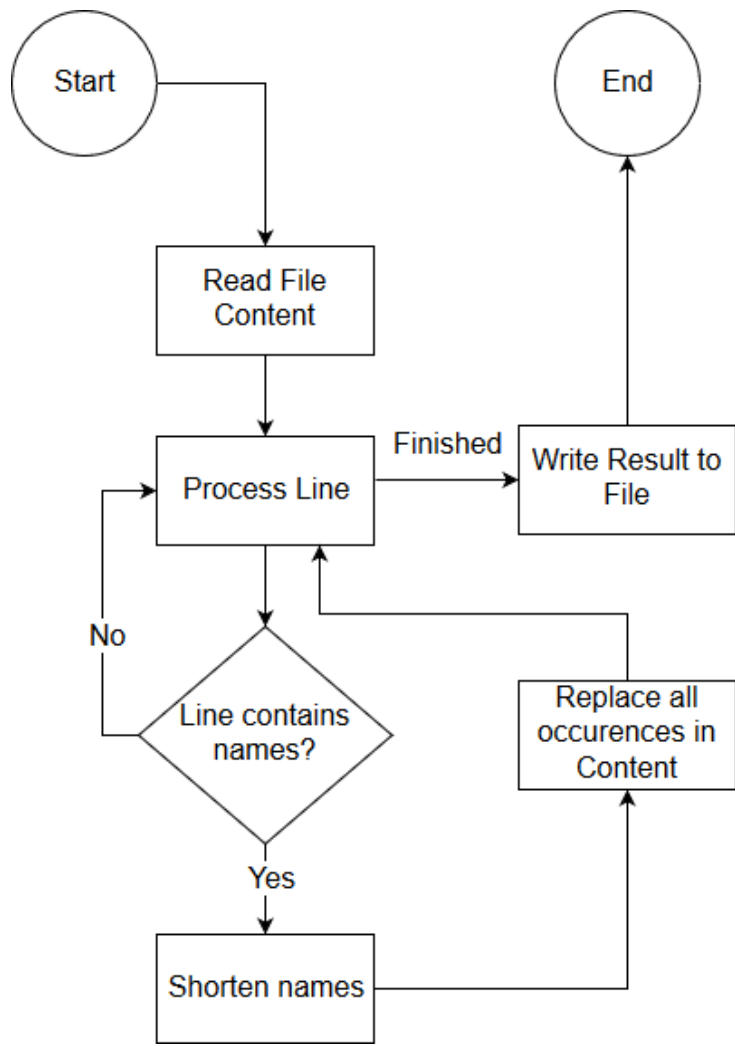 Start
End
Read File
Content
Process Line
Finished
Write Result to
File
No
Line contains
names?
Replace all
occurences in
Content
Yes
Shorten names